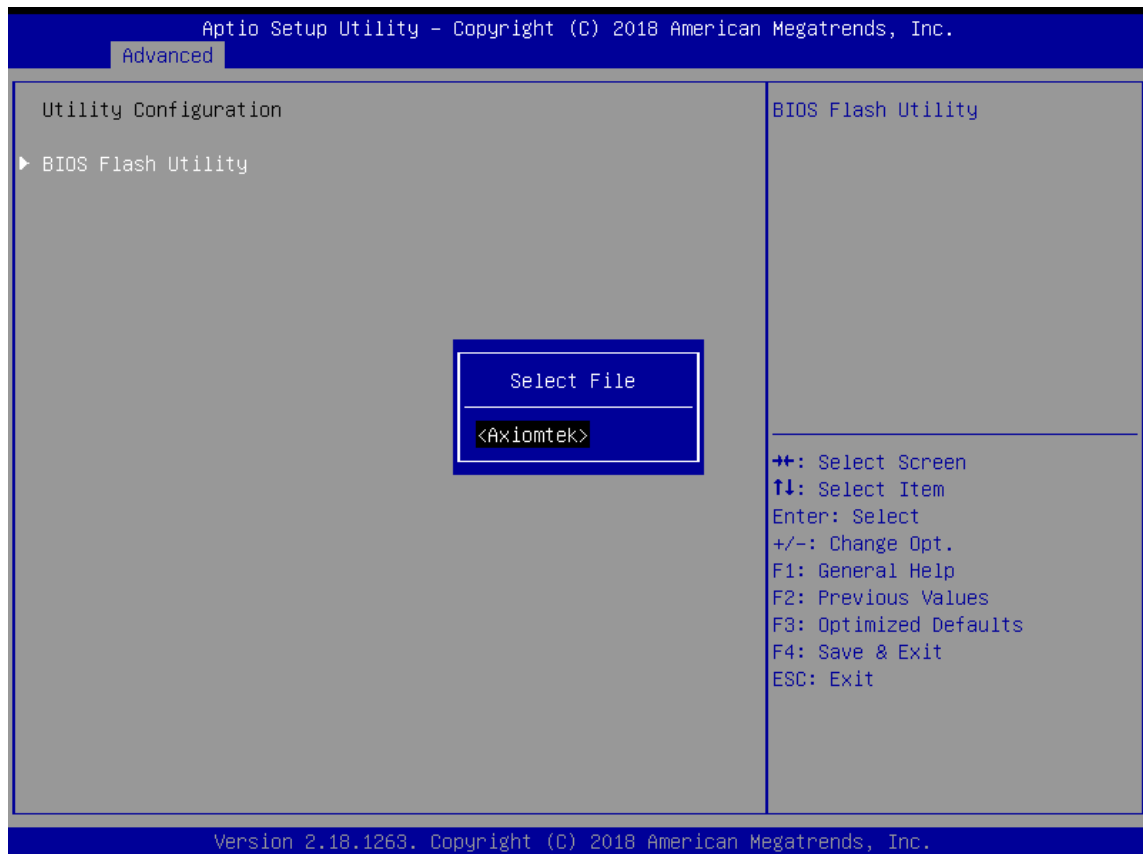 Aptio Setup Utility – Copyright (C) 2018 American Megatrends, Inc.
Advanced
Utility Configuration
BIOS Flash Utility
Select File
<Axiomtek>
BIOS Flash Utility
→←: Select Screen
↑↓: Select Item
Enter: Select
+/-: Change Opt.
F1: General Help
F2: Previous Values
F3: Optimized Defaults
F4: Save & Exit
ESC: Exit
Version 2.18.1263. Copyright (C) 2018 American Megatrends, Inc.